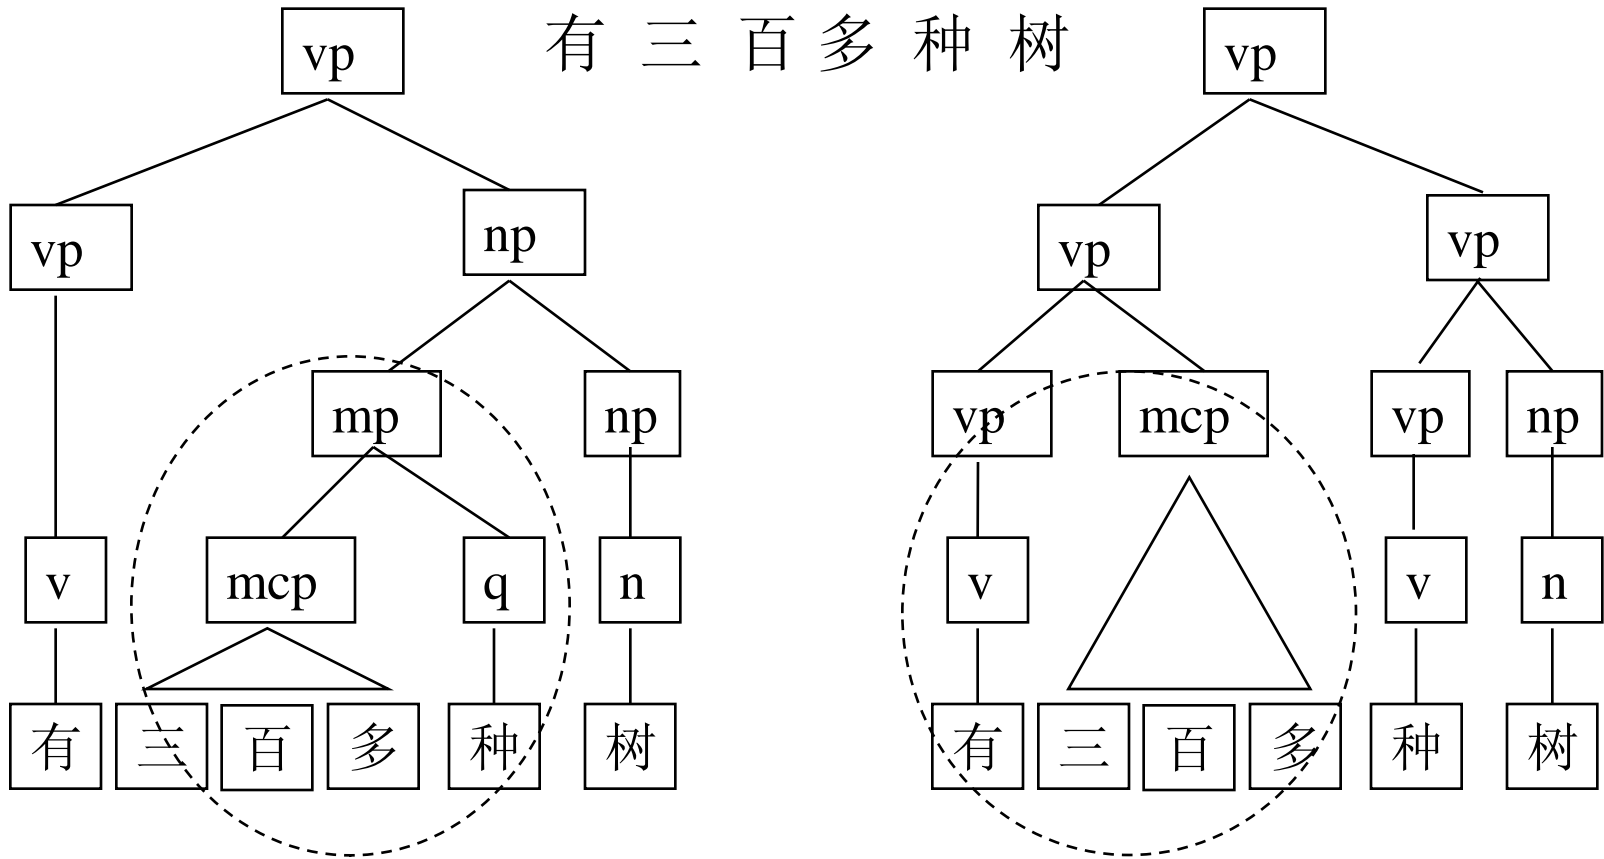 有 三 百 多 种 树
vp vp
vp np vp vp
mp np vp mcp vp np
v mcp q n v v n
有 三 百 多 种 树 有 三 百 多 种 树